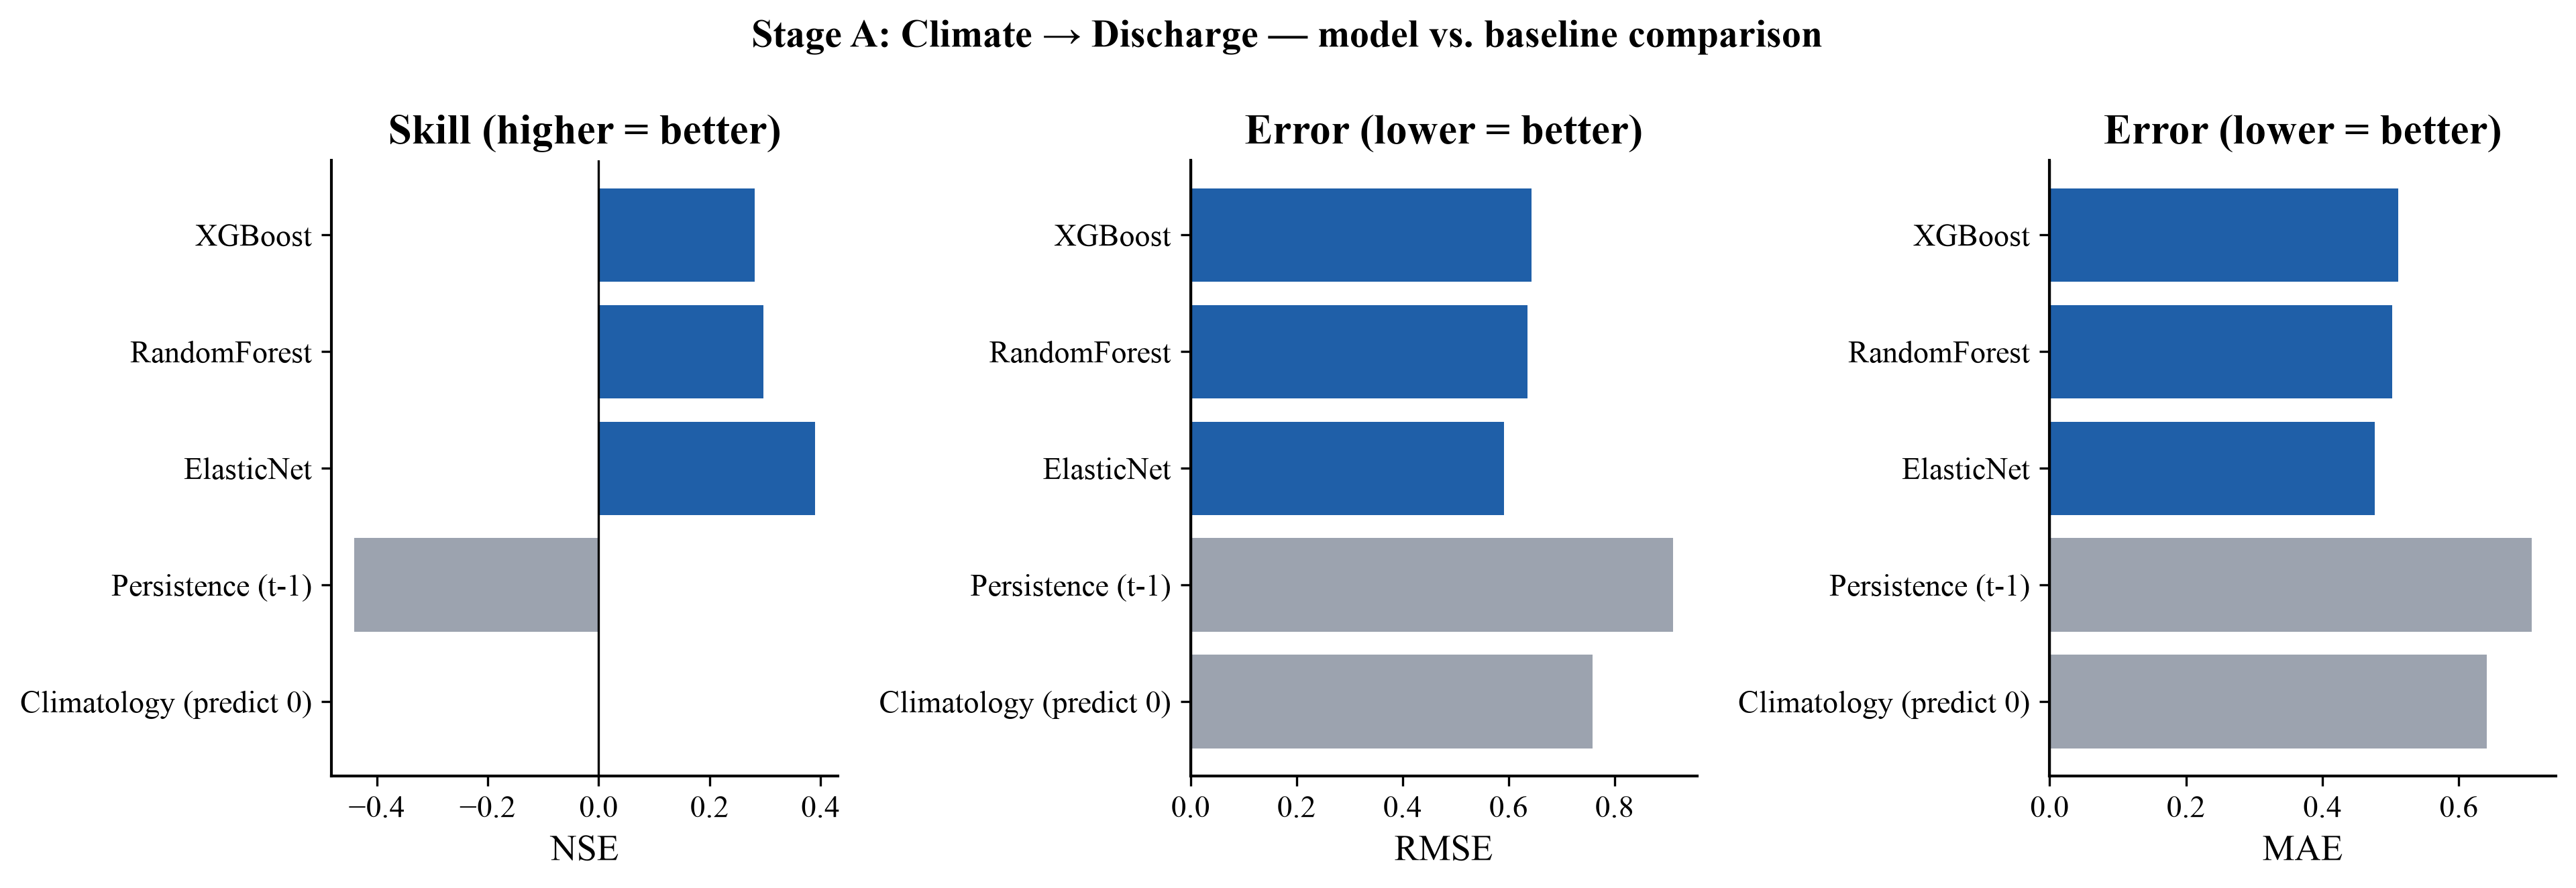 Stage A: Climate → Discharge — model vs. baseline comparison
Skill (higher = better)
XGBoost
RandomForest
ElasticNet
Persistence (t-1)
Climatology (predict 0)
−0.4 −0.2 0.0 0.2 0.4
NSE
Error (lower = better)
XGBoost
RandomForest
ElasticNet
Persistence (t-1)
Climatology (predict 0)
0.0 0.2 0.4 0.6 0.8
RMSE
Error (lower = better)
XGBoost
RandomForest
ElasticNet
Persistence (t-1)
Climatology (predict 0)
0.0 0.2 0.4 0.6
MAE